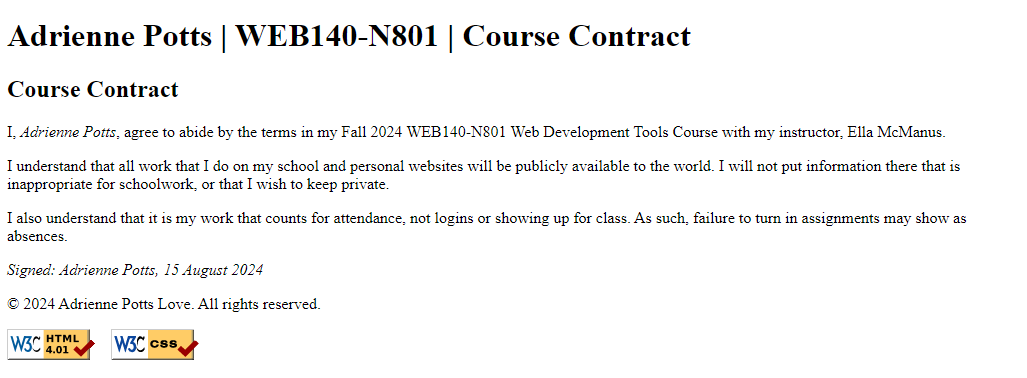 Adrienne Potts | WEB140-N801 | Course Contract
Course Contract
I, Adrienne Potts, agree to abide by the terms in my Fall 2024 WEB140-N801 Web Development Tools Course with my instructor, Ella McManus.
I understand that all work that I do on my school and personal websites will be publicly available to the world. I will not put information there that is
inappropriate for schoolwork, or that I wish to keep private.
I also understand that it is my work that counts for attendance, not logins or showing up for class. As such, failure to turn in assignments may show as
absences.
Signed: Adrienne Potts, 15 August 2024
© 2024 Adrienne Potts Love. All rights reserved.
W3C HTML 4.01 W3C css